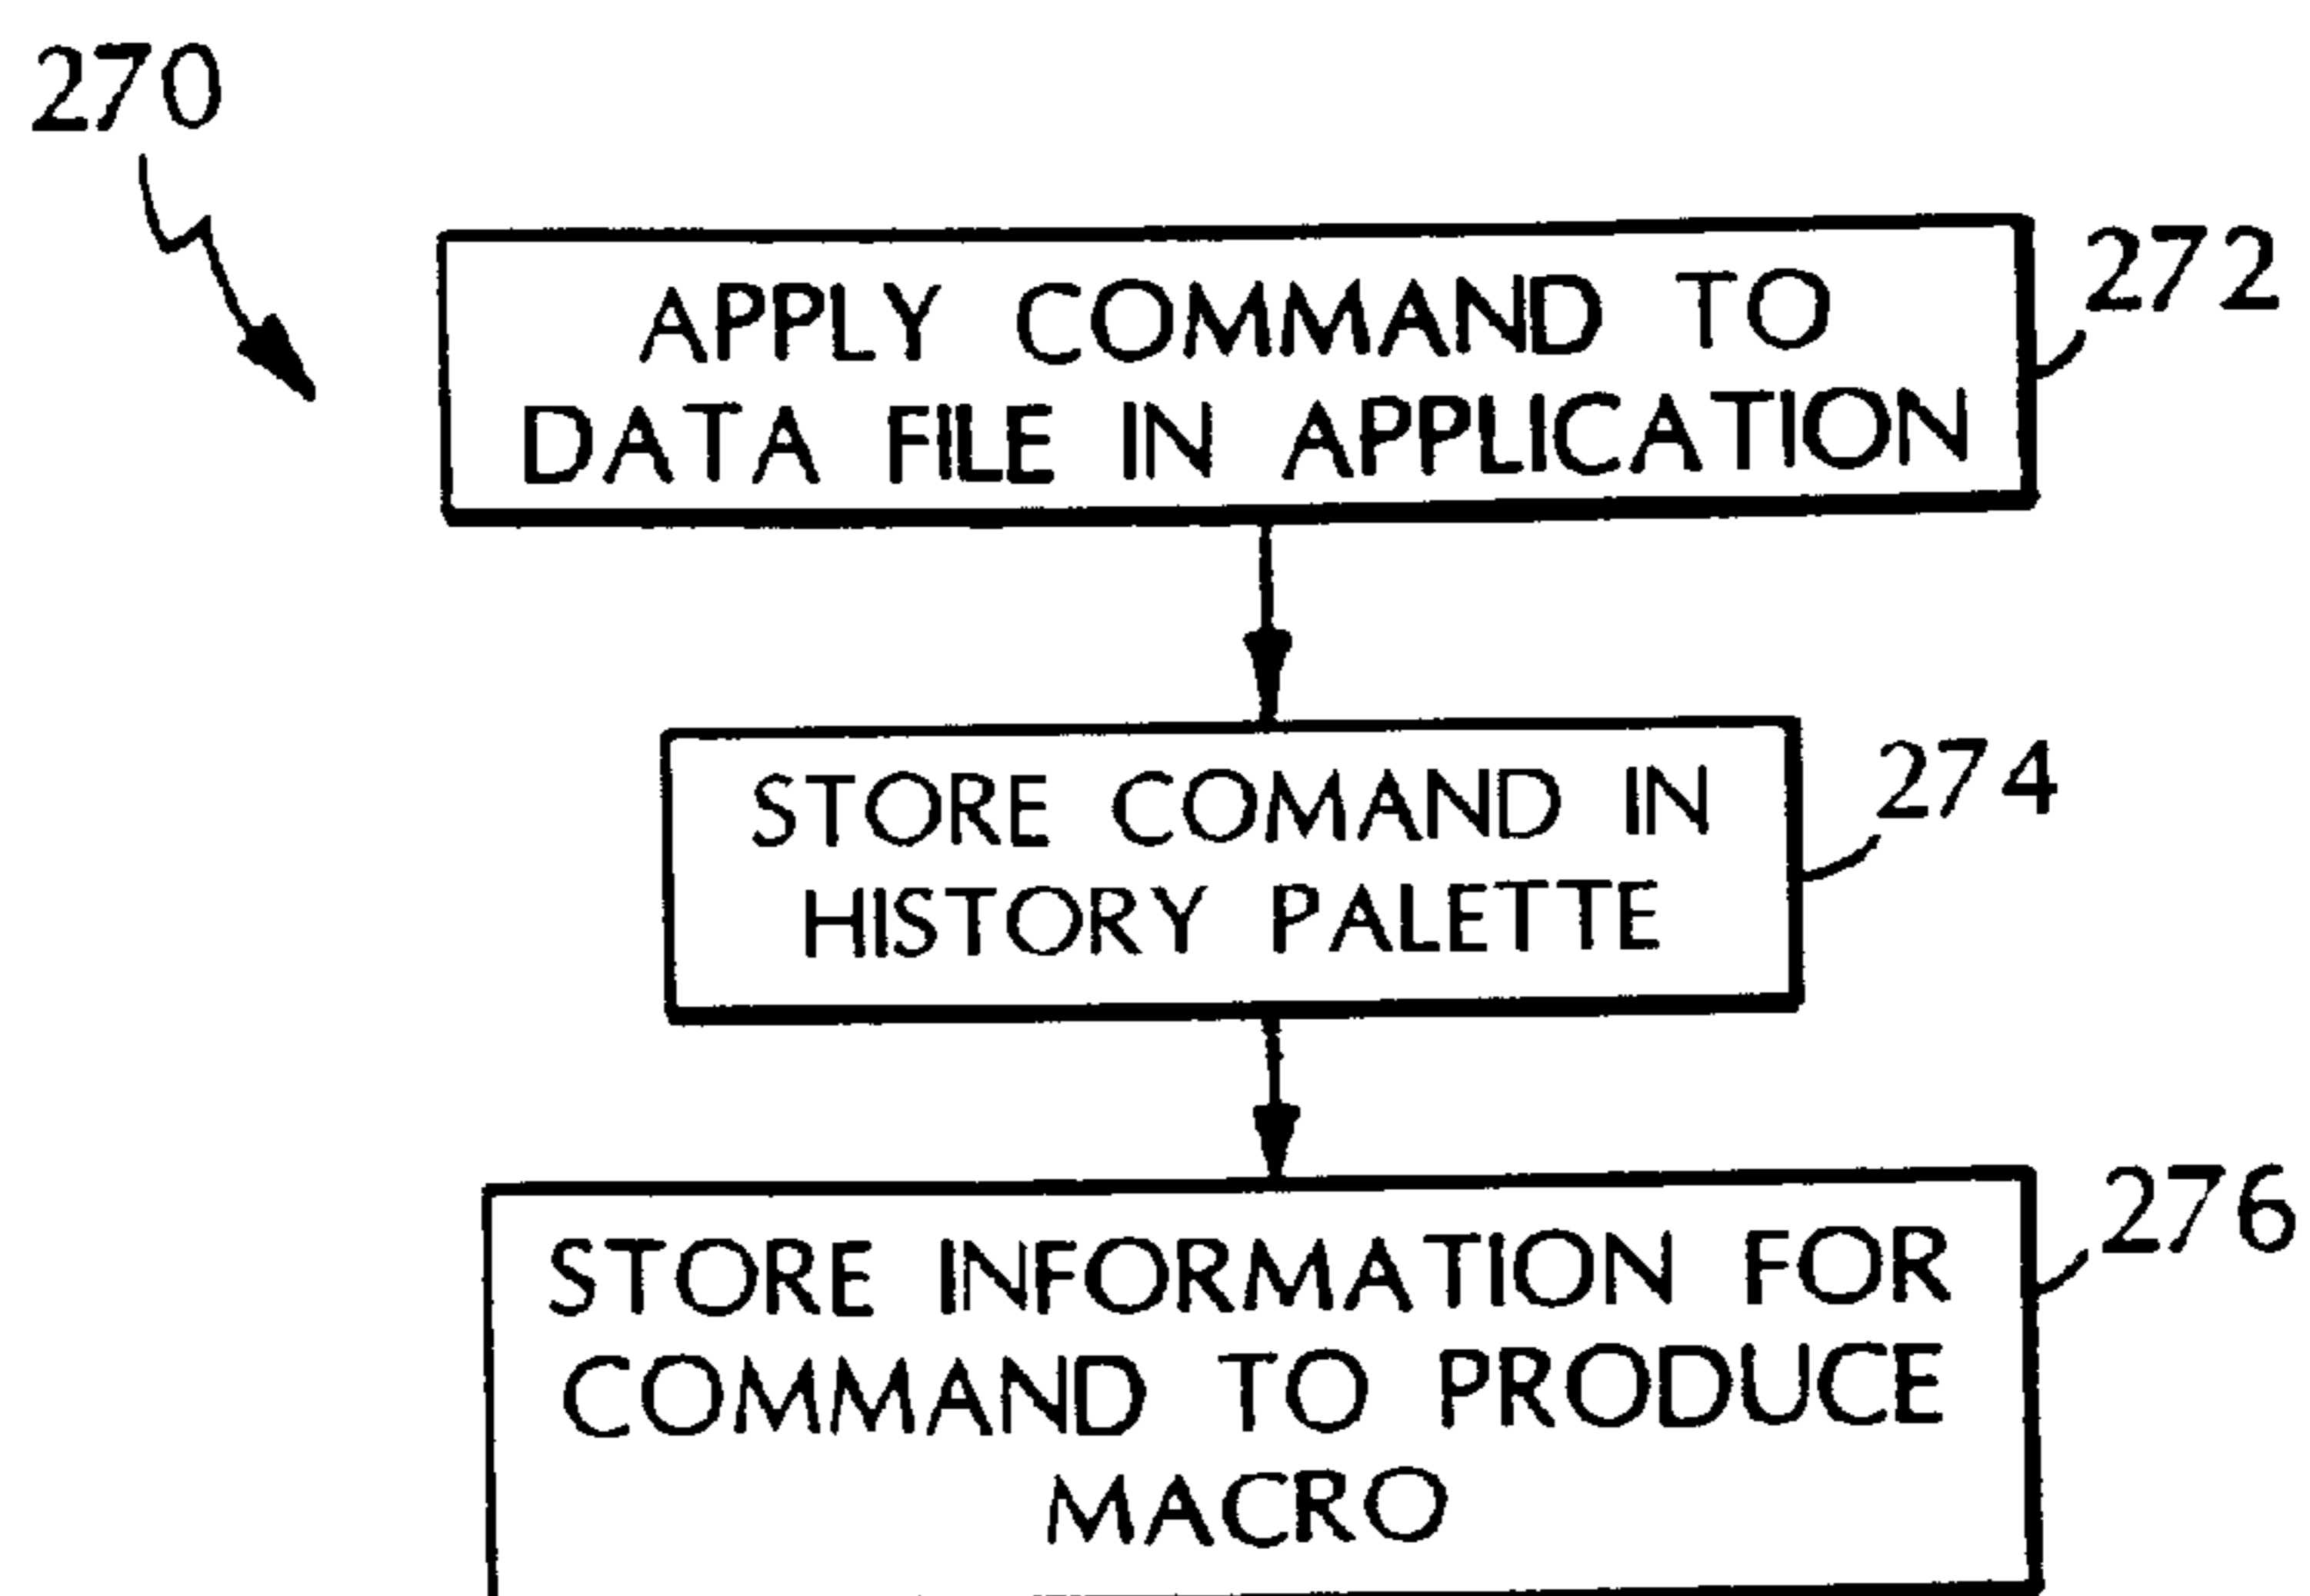 270
APPLY COMMAND TO
DATA FILE IN APPLICATION
272
STORE COMAND IN
HISTORY PALETTE
274
STORE INFORMATION FOR
COMMAND TO PRODUCE
MACRO
276